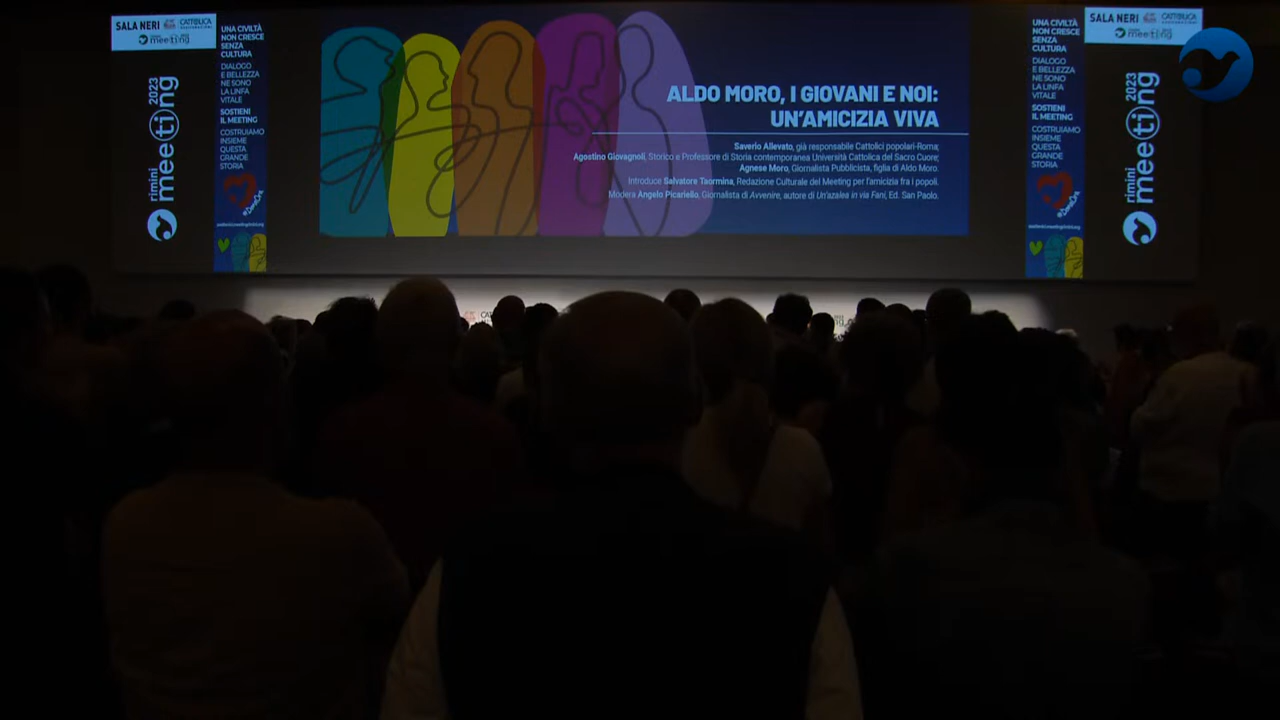 SALA NERI
CATTOLICA
meeting
UNA CIVILTÀ
NON CRESCE
SENZA
CULTURA
DIALOGO
E BELLEZZA
NE SONO
LA LINFA
VITALE
SOSTIENI
IL MEETING
COSTRUIAMO
INSIEME
QUESTA
GRANDE
STORIA
rimini
meeting
2023
ALDO MORO, I GIOVANI E NOI:
UN'AMICIZIA VIVA
Saverio Allevato, già responsabile Cattolici popolari-Roma;
Agostino Giovagnoli, Storico e Professore di Storia contemporanea Università Cattolica del Sacro Cuore;
Agnese Moro, Giornalista Pubblicista, figlia di Aldo Moro.
Introduce Salvatore Taormina, Redazione Culturale del Meeting per l'amicizia fra i popoli.
Modera Angelo Picariello, Giornalista di Avvenire, autore di Un'azalea in via Fani, Ed. San Paolo.
UNA CIVILTÀ
NON CRESCE
SENZA
CULTURA
DIALOGO
E BELLEZZA
NE SONO
LA LINFA
VITALE
SOSTIENI
IL MEETING
COSTRUIAMO
INSIEME
QUESTA
GRANDE
STORIA
SALA NERI
CATTOLICA
meeting
rimini
meeting
2023